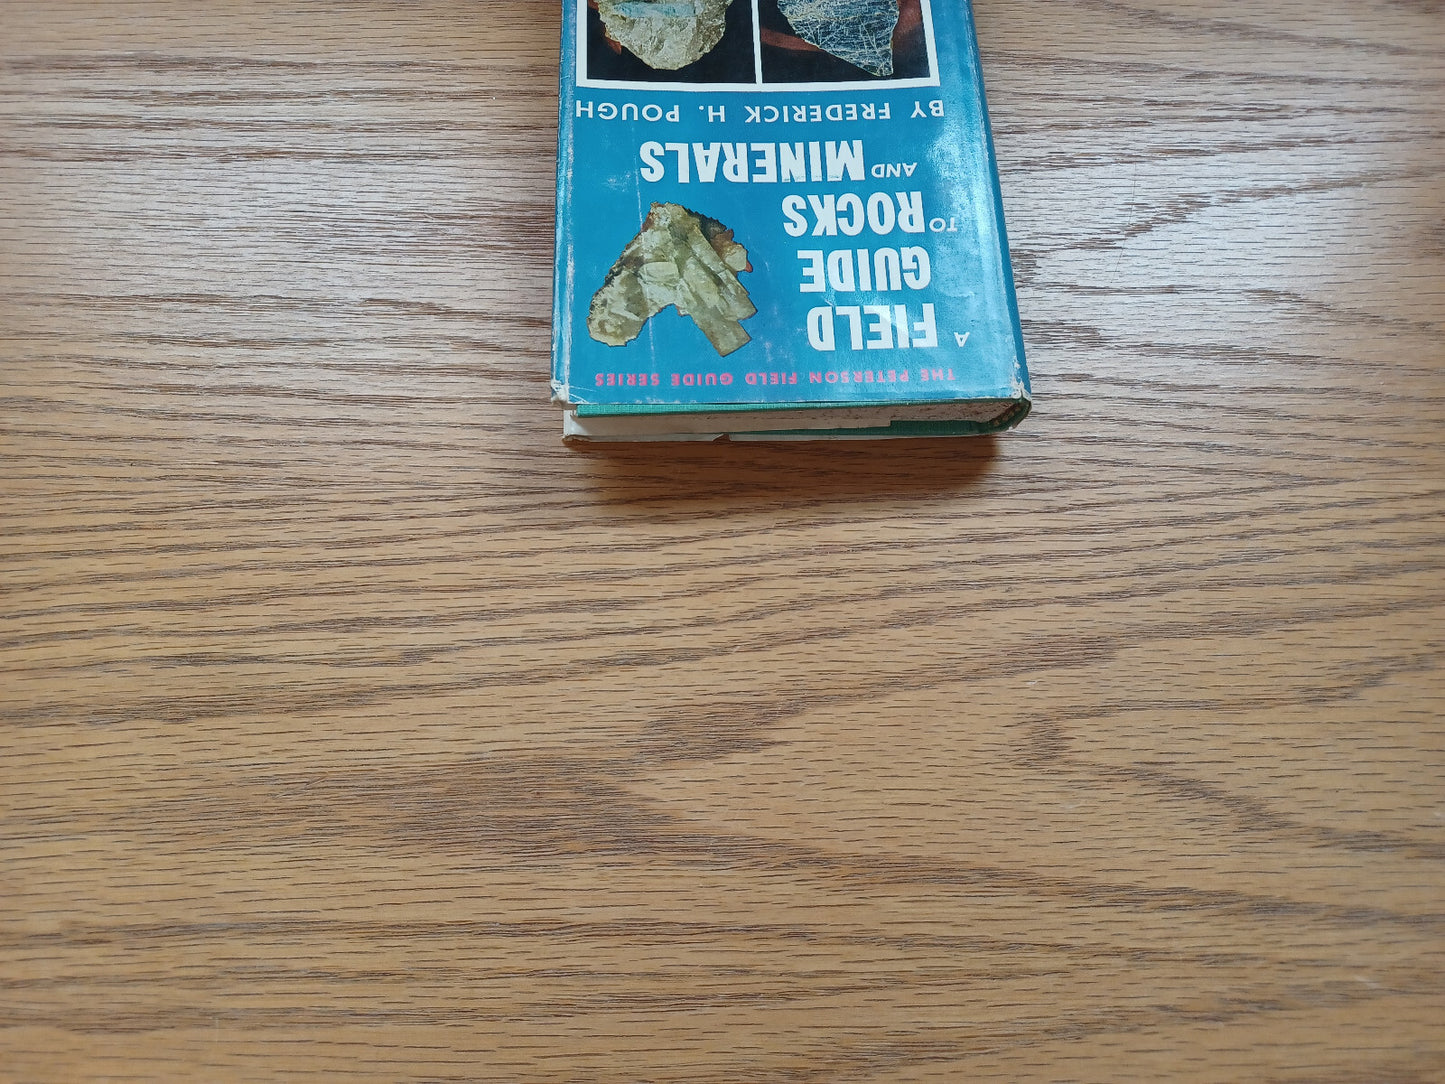 THE PETERSON FIELD GUIDE SERIES
A FIELD
GUIDE
TO ROCKS
AND MINERALS
BY FREDERICK H. POUGH